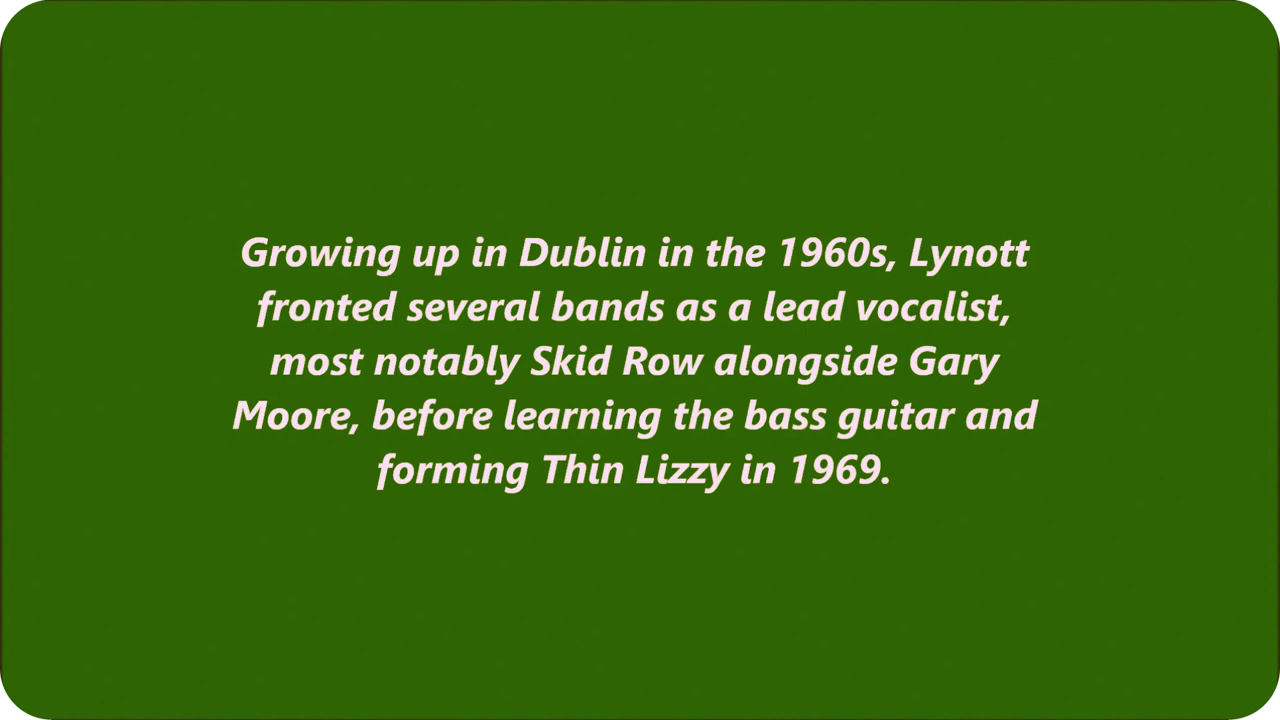 Growing up in Dublin in the 1960s, Lynott
fronted several bands as a lead vocalist,
most notably Skid Row alongside Gary
Moore, before learning the bass guitar and
forming Thin Lizzy in 1969.